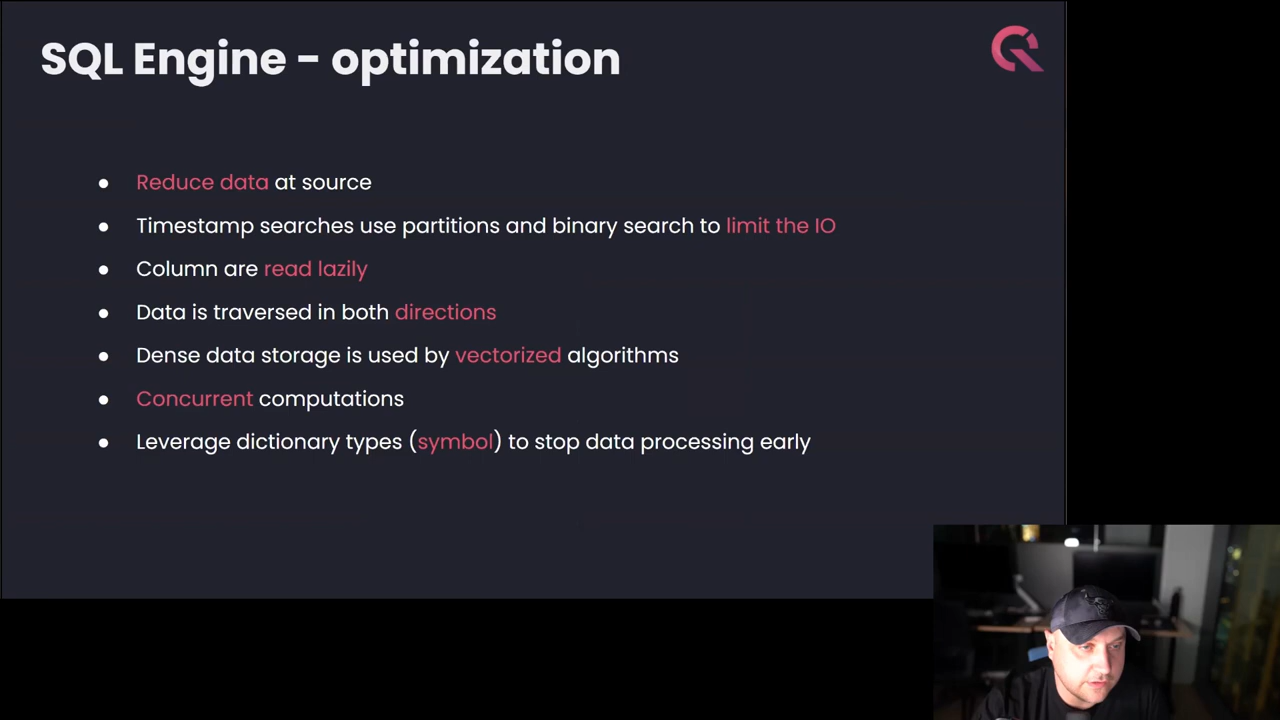 SQL Engine - optimization
● Reduce data at source
● Timestamp searches use partitions and binary search to limit the IO
● Column are read lazily
● Data is traversed in both directions
● Dense data storage is used by vectorized algorithms
● Concurrent computations
● Leverage dictionary types (symbol) to stop data processing early